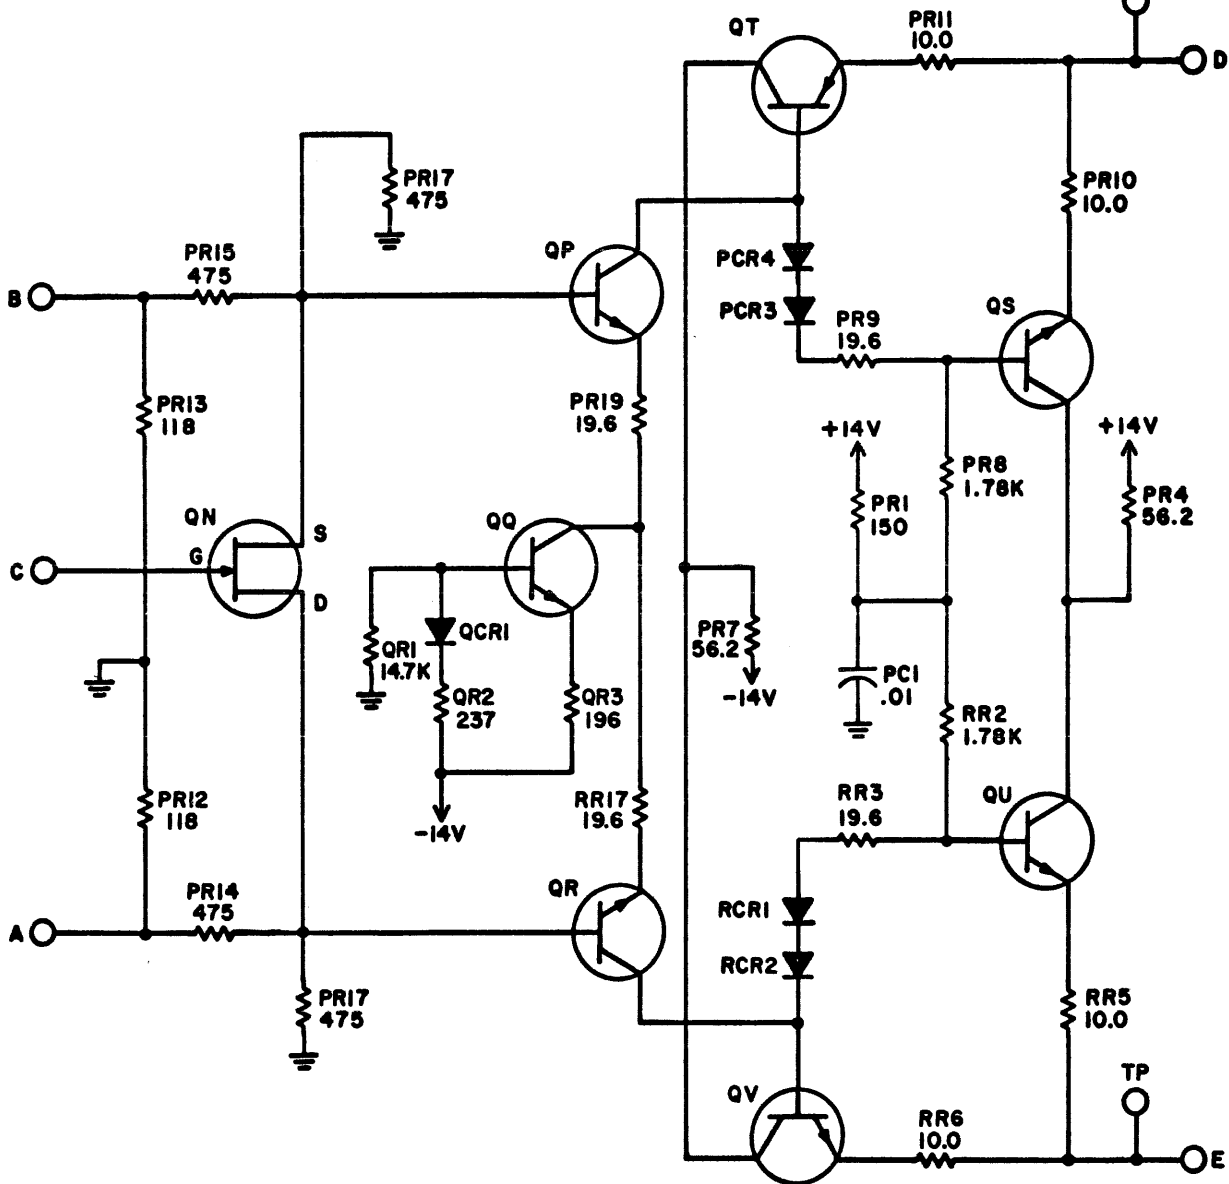 QT
PR11
10.0
D
PR17
475
PR10
10.0
PR15
475
QP
PCR4
B
PCR3
PR9
19.6
QS
PR13
118
PR19
19.6
+14V
+14V
PR8
1.78K
PR1
150
PR4
56.2
QN
S
QQ
G
C
D
QCR1
QR1
14.7K
PR7
56.2
-14V
PC1
.01
QR2
237
QR3
196
RR2
1.78K
PR12
118
-14V
RR17
19.6
RR3
19.6
QU
PR14
475
QR
RCR1
A
RCR2
PR17
475
RR5
10.0
TP
QV
RR6
10.0
E